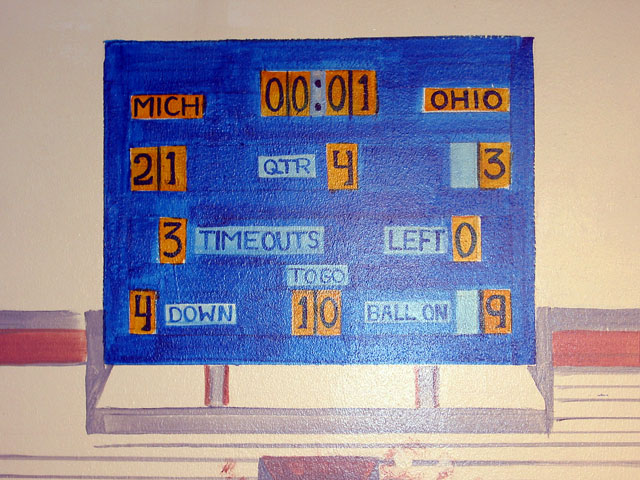 MICH 00:01 OHIO
21 QTR 4 3
3 TIMEOUTS LEFT 0
TO GO
4 DOWN 10 BALL ON 9